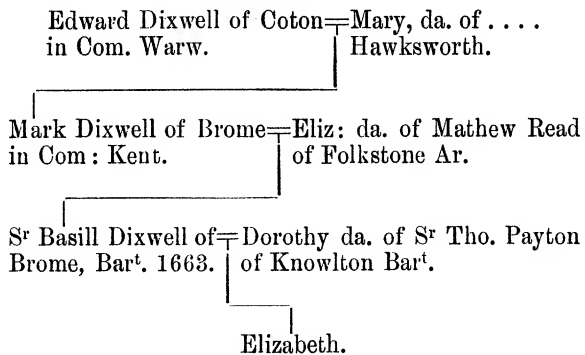 Edward Dixwell of Coton=Mary, da. of . . . .
in Com. Warw. Hawksworth.
Mark Dixwell of Brome=Eliz: da. of Mathew Read
in Com: Kent. of Folkstone Ar.
Sʳ Basill Dixwell of=Dorothy da. of Sʳ Tho. Payton
Brome, Barᵗ. 1663. of Knowlton Barᵗ.
Elizabeth.